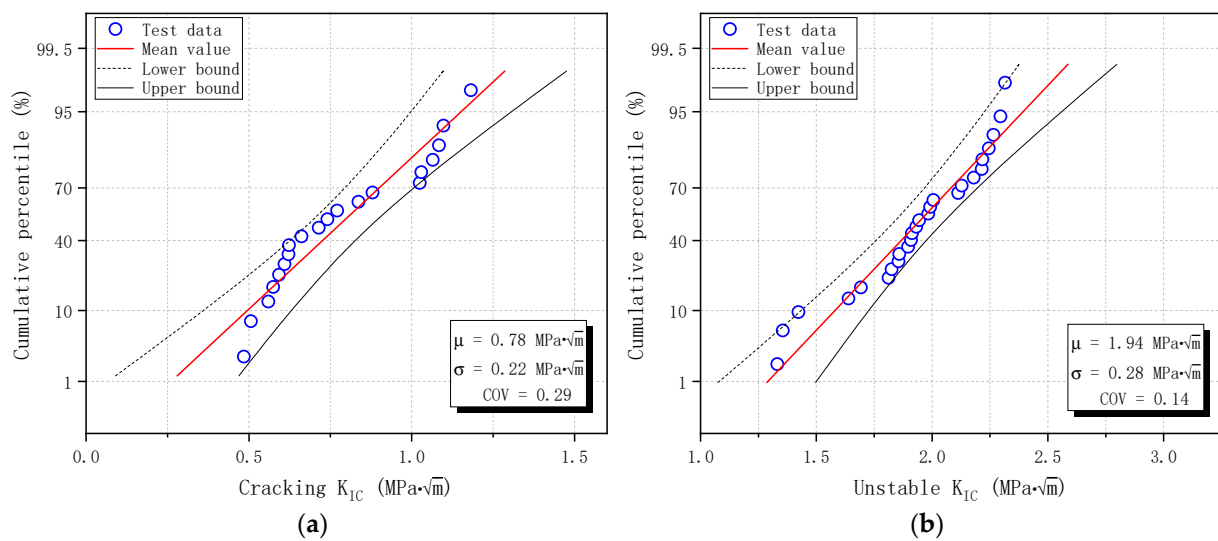 Test data
Mean value
Lower bound
Upper bound
99.5
95
70
40
10
1
Cumulative percentile (%)
μ = 0.78 MPa·√m
σ = 0.22 MPa·√m
COV = 0.29
0.0 0.5 1.0 1.5
Cracking K_IC (MPa·√m)
(a)
Test data
Mean value
Lower bound
Upper bound
99.5
95
70
40
10
1
Cumulative percentile (%)
μ = 1.94 MPa·√m
σ = 0.28 MPa·√m
COV = 0.14
1.0 1.5 2.0 2.5 3.0
Unstable K_IC (MPa·√m)
(b)